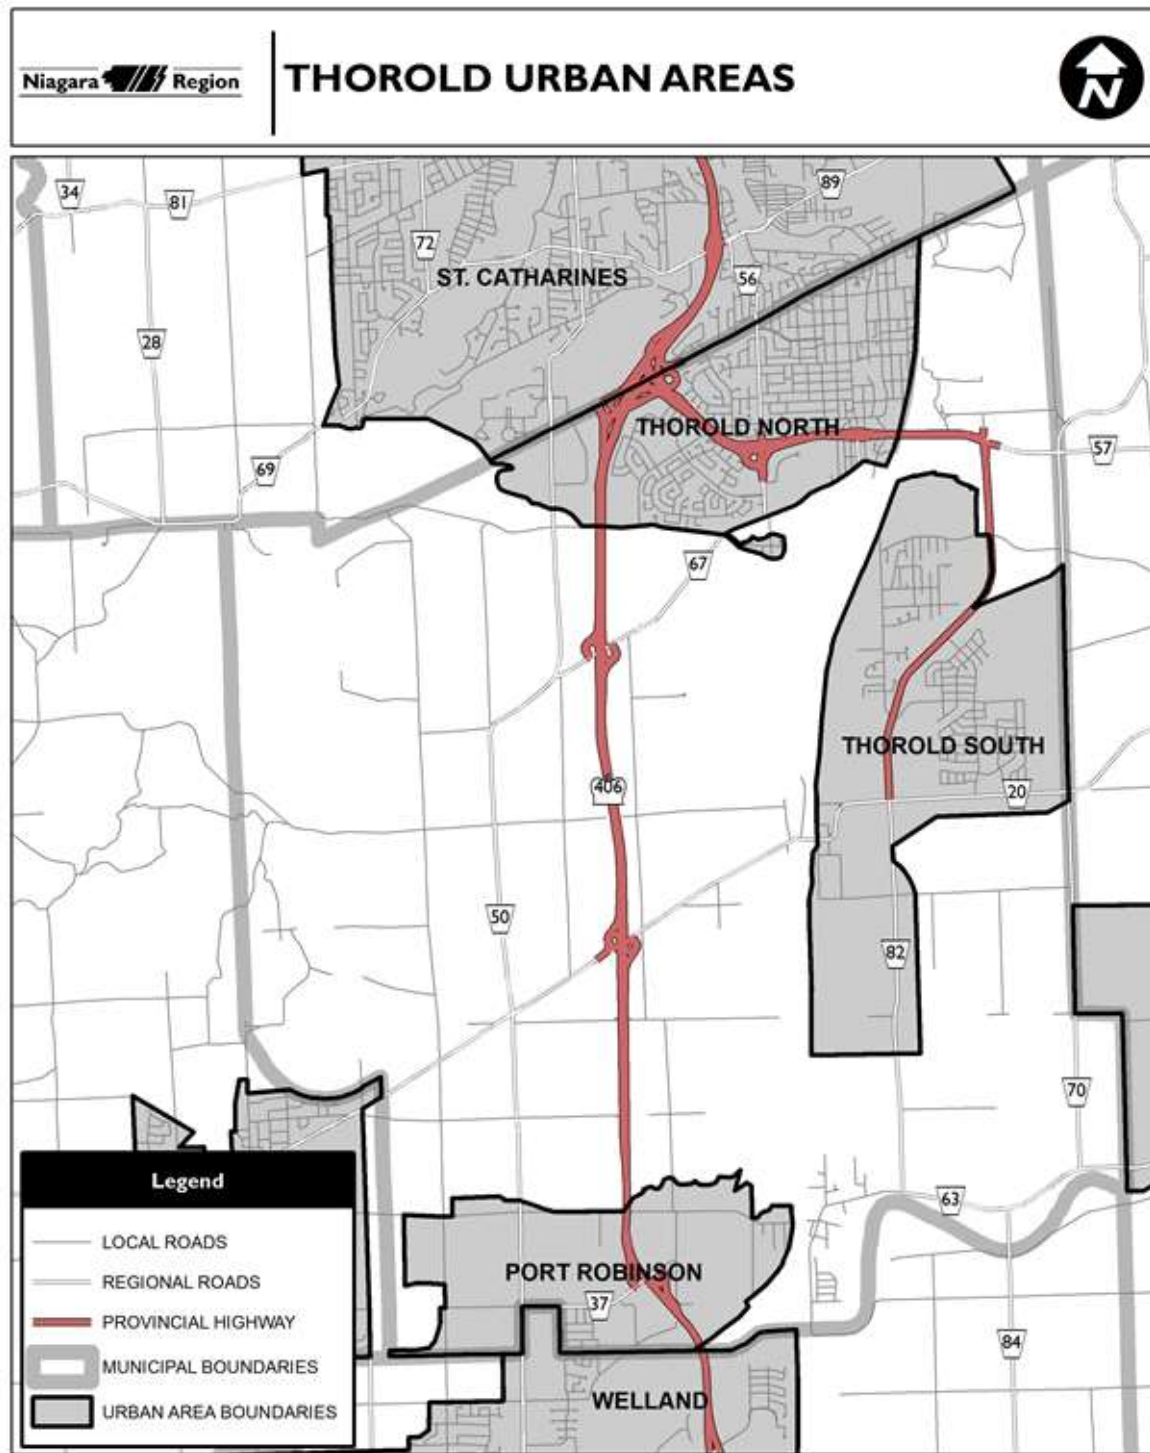 Niagara Region
THOROLD URBAN AREAS
N
34
81
89
72
56
ST. CATHARINES
28
THOROLD NORTH
57
69
67
THOROLD SOUTH
406
20
50
82
70
63
PORT ROBINSON
37
84
WELLAND
Legend
LOCAL ROADS
REGIONAL ROADS
PROVINCIAL HIGHWAY
MUNICIPAL BOUNDARIES
URBAN AREA BOUNDARIES